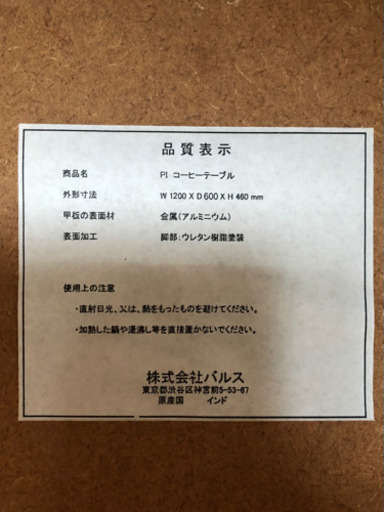 品質表示
商品名 PI コーヒーテーブル
外形寸法 W 1200 X D 600 X H 460 mm
甲板の表面材 金属(アルミニウム)
表面加工 脚部:ウレタン樹脂塗装
使用上の注意
・直射日光、又は、熱をもったものを避けてください。
・加熱した鍋や湯沸し等を直接置かないでください。
株式会社バルス
東京都渋谷区神宮前5-53-67
原産国 インド